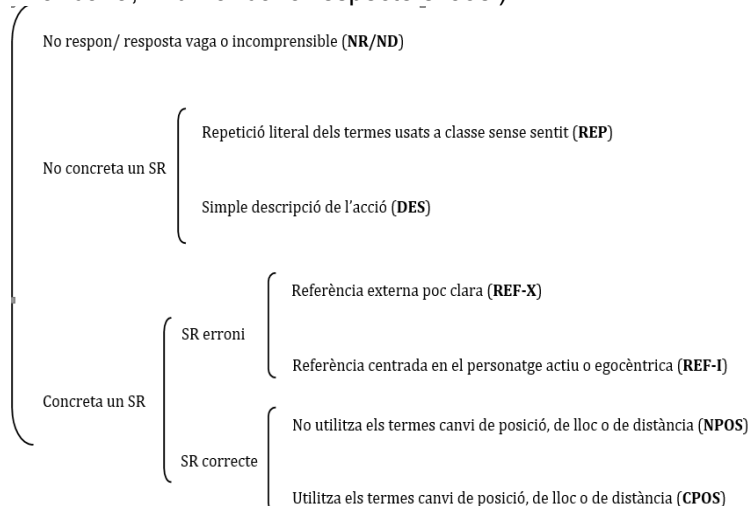 No respon/ resposta vaga o incomprensible (NR/ND)
Repetició literal dels termes usats a classe sense sentit (REP)
No concreta un SR
Simple descripció de l'acció (DES)
Referència externa poc clara (REF-X)
SR erroni
Referència centrada en el personatge actiu o egocèntrica (REF-I)
Concreta un SR
No utilitza els termes canvi de posició, de lloc o de distància (NPOS)
SR correcte
Utilitza els termes canvi de posició, de lloc o de distància (CPOS)